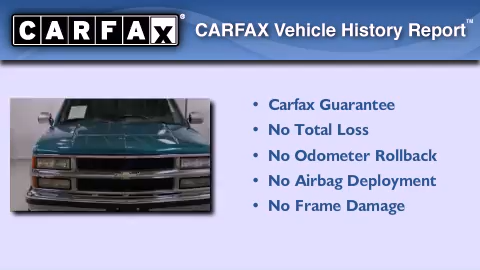 CARFAX® CARFAX Vehicle History Report™
• Carfax Guarantee
• No Total Loss
• No Odometer Rollback
• No Airbag Deployment
• No Frame Damage